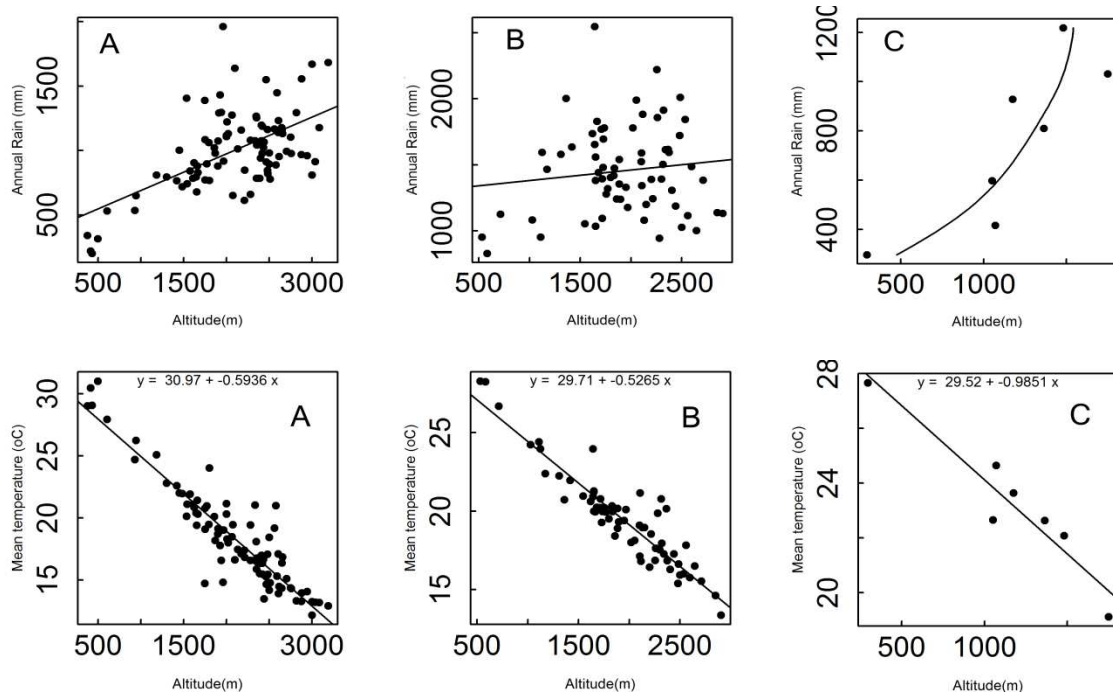 A
Annual Rain (mm)
500 1500
500 1500 3000
Altitude(m)
B
Annual Rain (mm)
1000 2000
500 1500 2500
Altitude(m)
C
Annual Rain (mm)
400 800 1200
500 1000
Altitude(m)
y = 30.97 + -0.5936 x
A
Mean temperature (oC)
15 20 25 30
500 1500 3000
Altitude(m)
y = 29.71 + -0.5265x
B
Mean temperature (oC)
15 20 25
500 1500 2500
Altitude(m)
y = 29.52 + -0.9851x
C
Mean temperature (oC)
20 24 28
500 1000
Altitude(m)